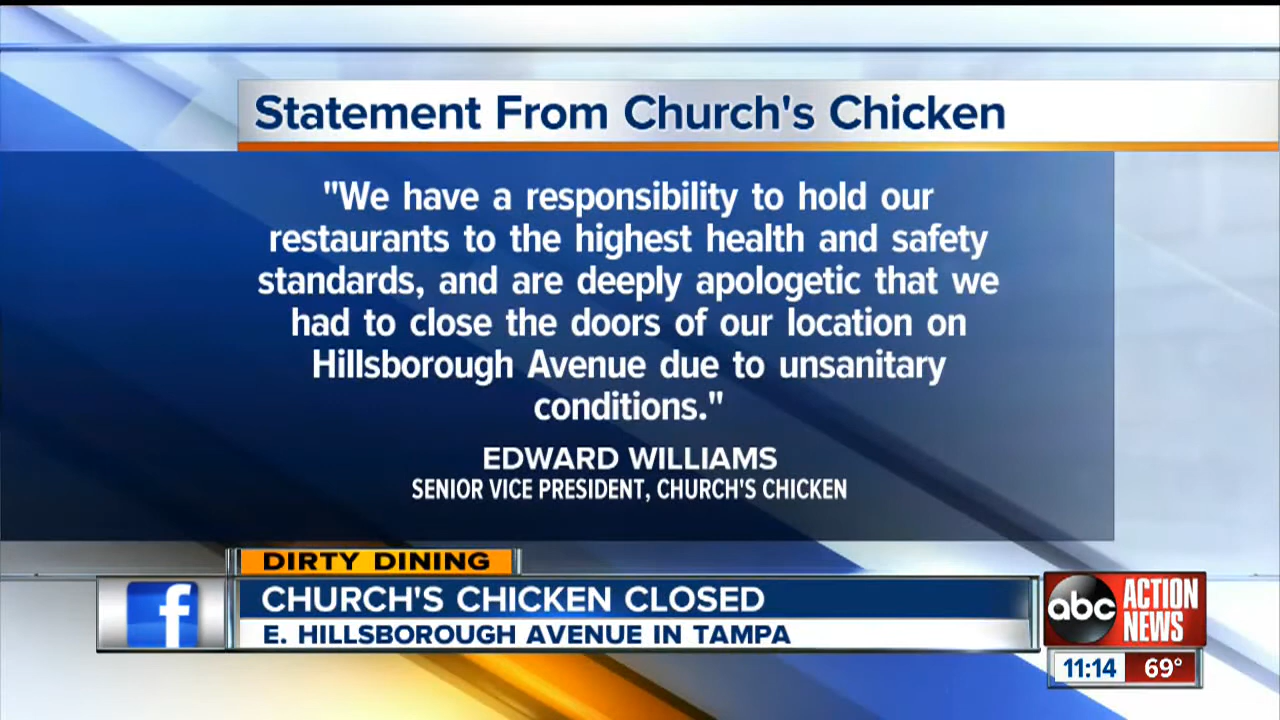 Statement From Church's Chicken
"We have a responsibility to hold our
restaurants to the highest health and safety
standards, and are deeply apologetic that we
had to close the doors of our location on
Hillsborough Avenue due to unsanitary
conditions."
EDWARD WILLIAMS
SENIOR VICE PRESIDENT, CHURCH'S CHICKEN
DIRTY DINING
f
CHURCH'S CHICKEN CLOSED
E. HILLSBOROUGH AVENUE IN TAMPA
abc
ACTION
NEWS
11:14 69°